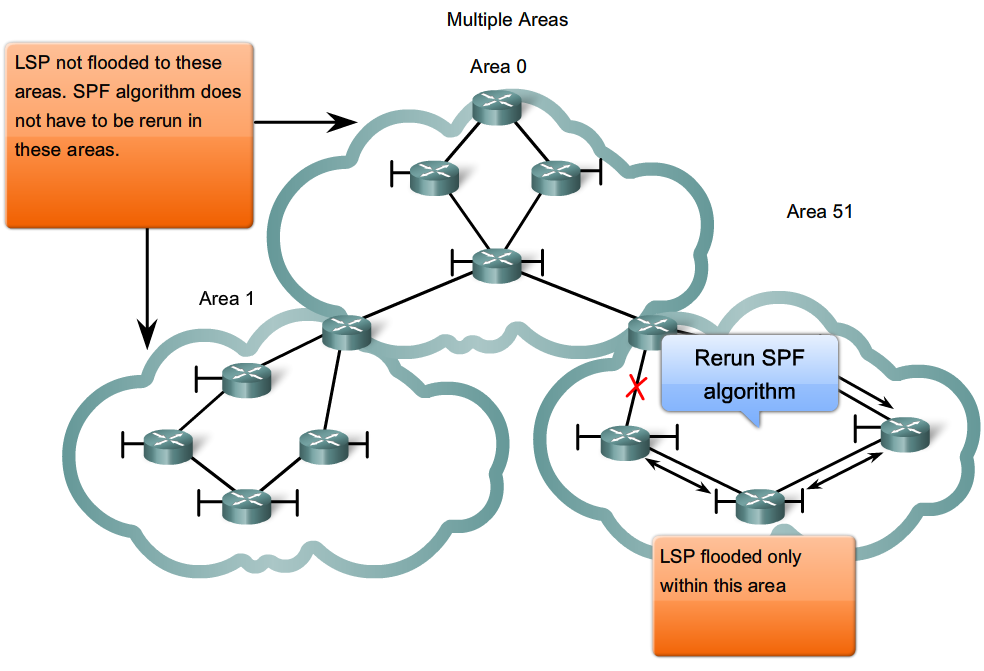 Multiple Areas
Area 0
LSP not flooded to these
areas. SPF algorithm does
not have to be rerun in
these areas.
Area 51
Area 1
Rerun SPF
algorithm
LSP flooded only
within this area